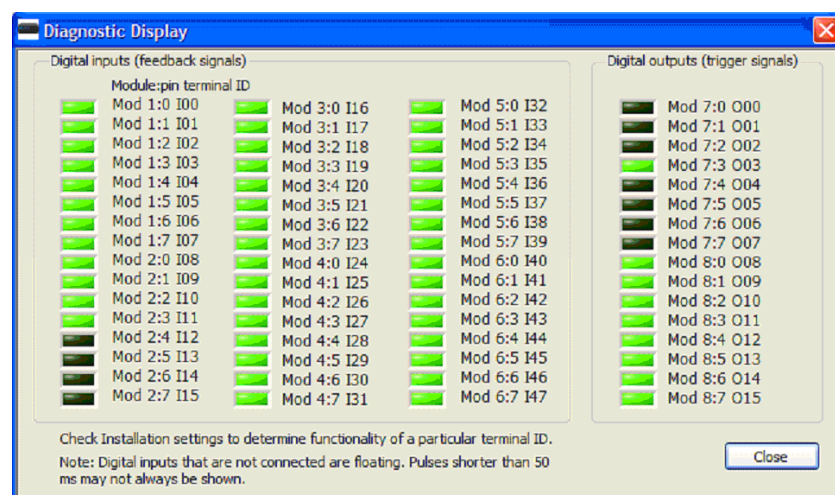 Diagnostic Display
Digital inputs (feedback signals)
Module:pin terminal ID
Mod 1:0 I00
Mod 1:1 I01
Mod 1:2 I02
Mod 1:3 I03
Mod 1:4 I04
Mod 1:5 I05
Mod 1:6 I06
Mod 1:7 I07
Mod 2:0 I08
Mod 2:1 I09
Mod 2:2 I10
Mod 2:3 I11
Mod 2:4 I12
Mod 2:5 I13
Mod 2:6 I14
Mod 2:7 I15
Mod 3:0 I16
Mod 3:1 I17
Mod 3:2 I18
Mod 3:3 I19
Mod 3:4 I20
Mod 3:5 I21
Mod 3:6 I22
Mod 3:7 I23
Mod 4:0 I24
Mod 4:1 I25
Mod 4:2 I26
Mod 4:3 I27
Mod 4:4 I28
Mod 4:5 I29
Mod 4:6 I30
Mod 4:7 I31
Mod 5:0 I32
Mod 5:1 I33
Mod 5:2 I34
Mod 5:3 I35
Mod 5:4 I36
Mod 5:5 I37
Mod 5:6 I38
Mod 5:7 I39
Mod 6:0 I40
Mod 6:1 I41
Mod 6:2 I42
Mod 6:3 I43
Mod 6:4 I44
Mod 6:5 I45
Mod 6:6 I46
Mod 6:7 I47
Digital outputs (trigger signals)
Mod 7:0 O00
Mod 7:1 O01
Mod 7:2 O02
Mod 7:3 O03
Mod 7:4 O04
Mod 7:5 O05
Mod 7:6 O06
Mod 7:7 O07
Mod 8:0 O08
Mod 8:1 O09
Mod 8:2 O10
Mod 8:3 O11
Mod 8:4 O12
Mod 8:5 O13
Mod 8:6 O14
Mod 8:7 O15
Check Installation settings to determine functionality of a particular terminal ID.
Note: Digital inputs that are not connected are floating. Pulses shorter than 50
ms may not always be shown.
Close